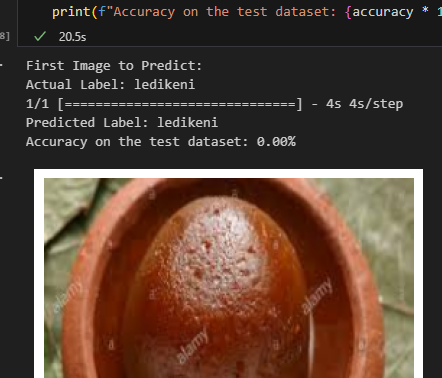 print(f"Accuracy on the test dataset: {accuracy * 1
8]
20.5s
First Image to Predict:
Actual Label: ledikeni
1/1 [==============================] - 4s 4s/step
Predicted Label: ledikeni
Accuracy on the test dataset: 0.00%
a
alamy
alamy
a
alamy
a